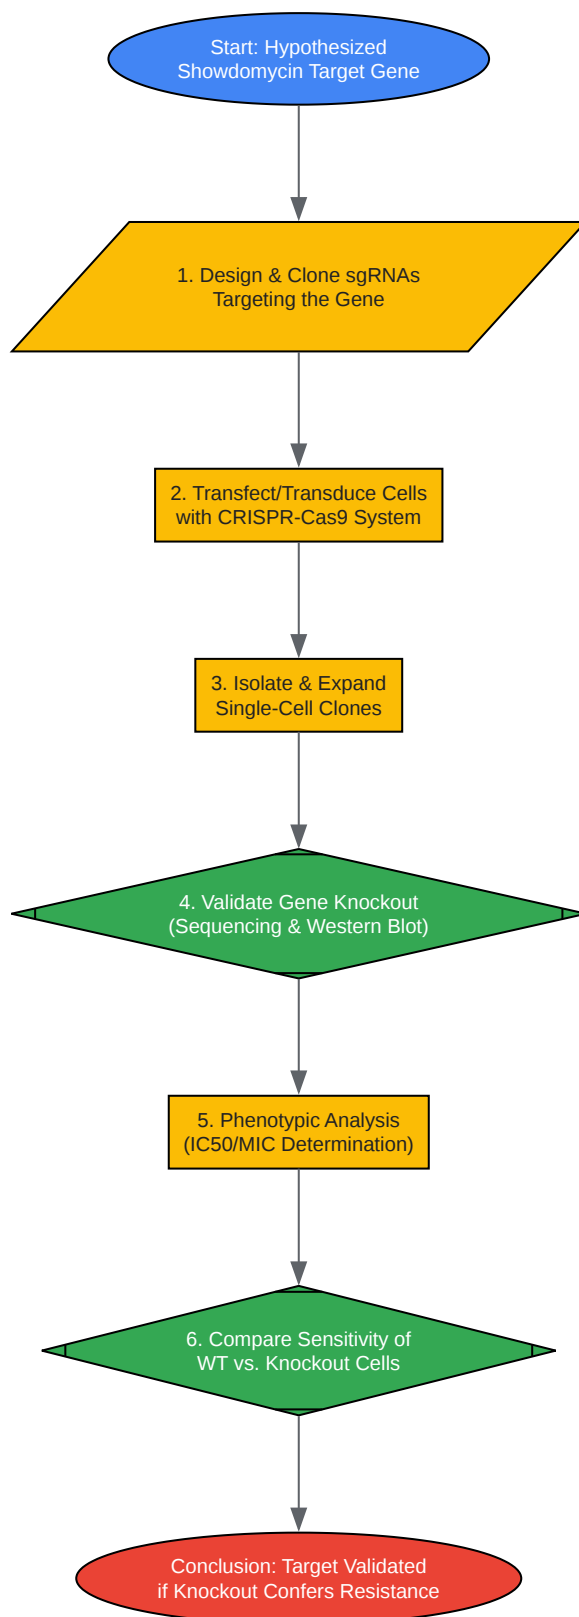 Start: Hypothesized
Showdomycin Target Gene
1. Design & Clone sgRNAs
Targeting the Gene
2. Transfect/Transduce Cells
with CRISPR-Cas9 System
3. Isolate & Expand
Single-Cell Clones
4. Validate Gene Knockout
(Sequencing & Western Blot)
5. Phenotypic Analysis
(IC50/MIC Determination)
6. Compare Sensitivity of
WT vs. Knockout Cells
Conclusion: Target Validated
if Knockout Confers Resistance